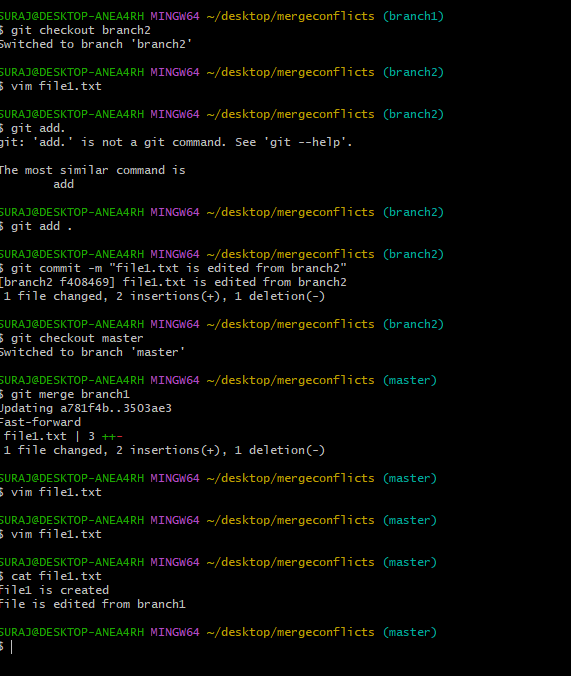 SURAJ@DESKTOP-ANEA4RH MINGW64 ~/desktop/mergeconflicts (branch1)
$ git checkout branch2
Switched to branch 'branch2'
SURAJ@DESKTOP-ANEA4RH MINGW64 ~/desktop/mergeconflicts (branch2)
$ vim file1.txt
SURAJ@DESKTOP-ANEA4RH MINGW64 ~/desktop/mergeconflicts (branch2)
$ git add.
git: 'add.' is not a git command. See 'git --help'.
The most similar command is
        add
SURAJ@DESKTOP-ANEA4RH MINGW64 ~/desktop/mergeconflicts (branch2)
$ git add .
SURAJ@DESKTOP-ANEA4RH MINGW64 ~/desktop/mergeconflicts (branch2)
$ git commit -m "file1.txt is edited from branch2"
[branch2 f408469] file1.txt is edited from branch2
 1 file changed, 2 insertions(+), 1 deletion(-)
SURAJ@DESKTOP-ANEA4RH MINGW64 ~/desktop/mergeconflicts (branch2)
$ git checkout master
Switched to branch 'master'
SURAJ@DESKTOP-ANEA4RH MINGW64 ~/desktop/mergeconflicts (master)
$ git merge branch1
Updating a781f4b..3503ae3
Fast-forward
 file1.txt | 3 ++-
 1 file changed, 2 insertions(+), 1 deletion(-)
SURAJ@DESKTOP-ANEA4RH MINGW64 ~/desktop/mergeconflicts (master)
$ vim file1.txt
SURAJ@DESKTOP-ANEA4RH MINGW64 ~/desktop/mergeconflicts (master)
$ vim file1.txt
SURAJ@DESKTOP-ANEA4RH MINGW64 ~/desktop/mergeconflicts (master)
$ cat file1.txt
file1 is created
file is edited from branch1
SURAJ@DESKTOP-ANEA4RH MINGW64 ~/desktop/mergeconflicts (master)
$